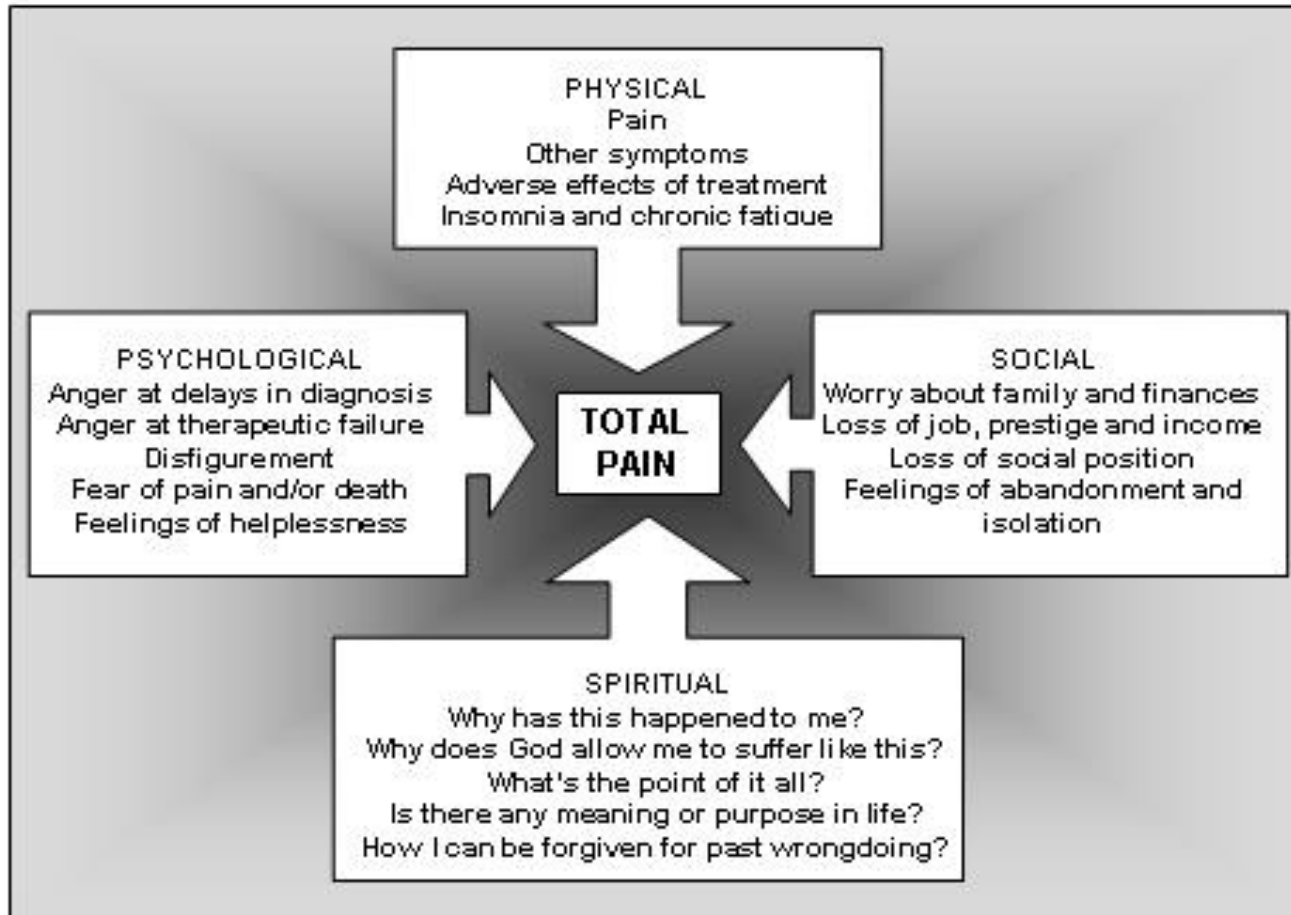 PHYSICAL
Pain
Other symptoms
Adverse effects of treatment
Insomnia and chronic fatigue
PSYCHOLOGICAL
Anger at delays in diagnosis
Anger at therapeutic failure
Disfigurement
Fear of pain and/or death
Feelings of helplessness
TOTAL
PAIN
SOCIAL
Worry about family and finances
Loss of job, prestige and income
Loss of social position
Feelings of abandonment and
isolation
SPIRITUAL
Why has this happened to me?
Why does God allow me to suffer like this?
What's the point of it all?
Is there any meaning or purpose in life?
How I can be forgiven for past wrongdoing?